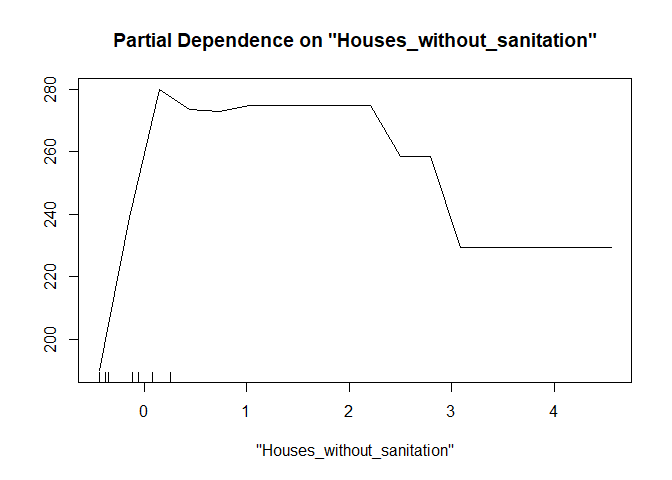 Partial Dependence on "Houses_without_sanitation"
280
260
240
220
200
0 1 2 3 4
"Houses_without_sanitation"